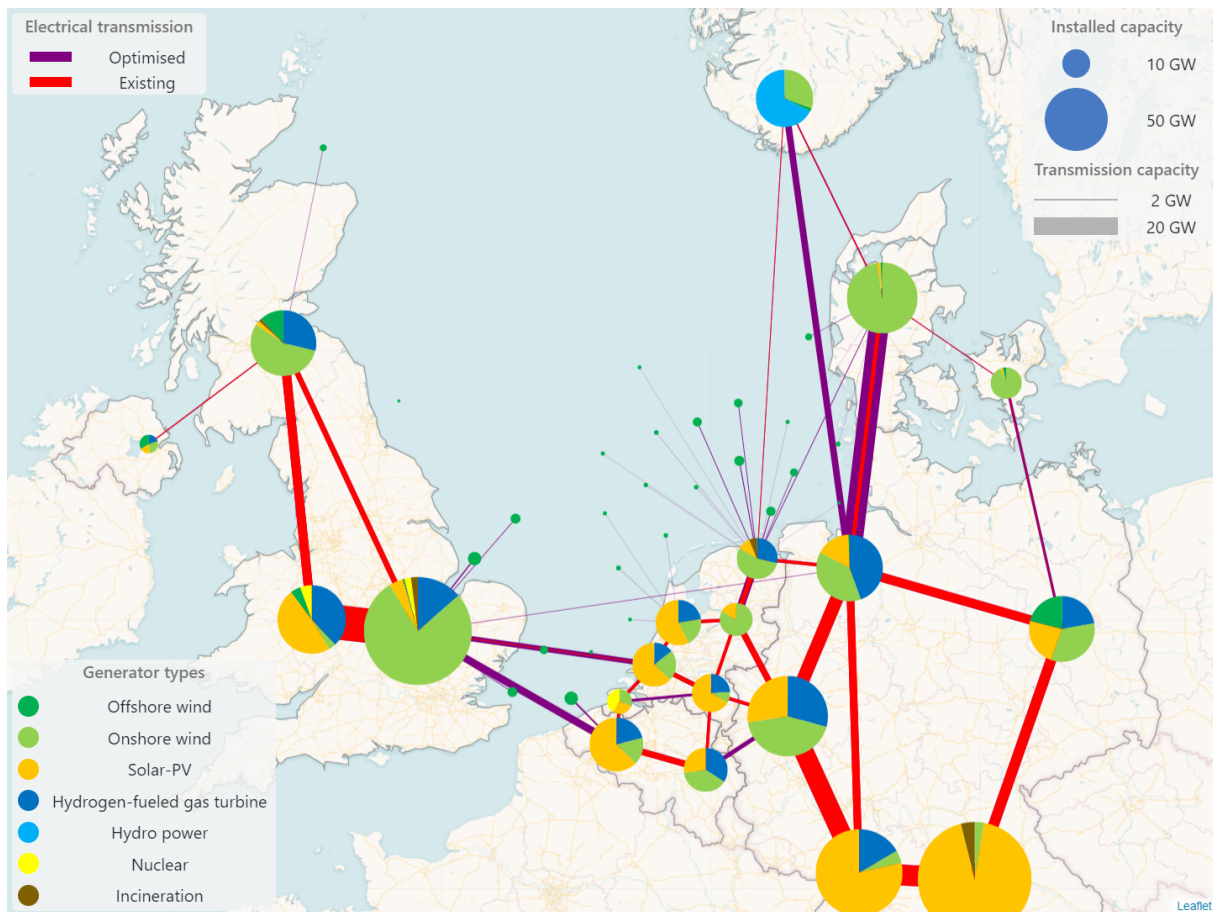 Electrical transmission
Optimised
Existing
Installed capacity
10 GW
50 GW
Transmission capacity
2 GW
20 GW
Generator types
Offshore wind
Onshore wind
Solar-PV
Hydrogen-fueled gas turbine
Hydro power
Nuclear
Incineration
Leaflet